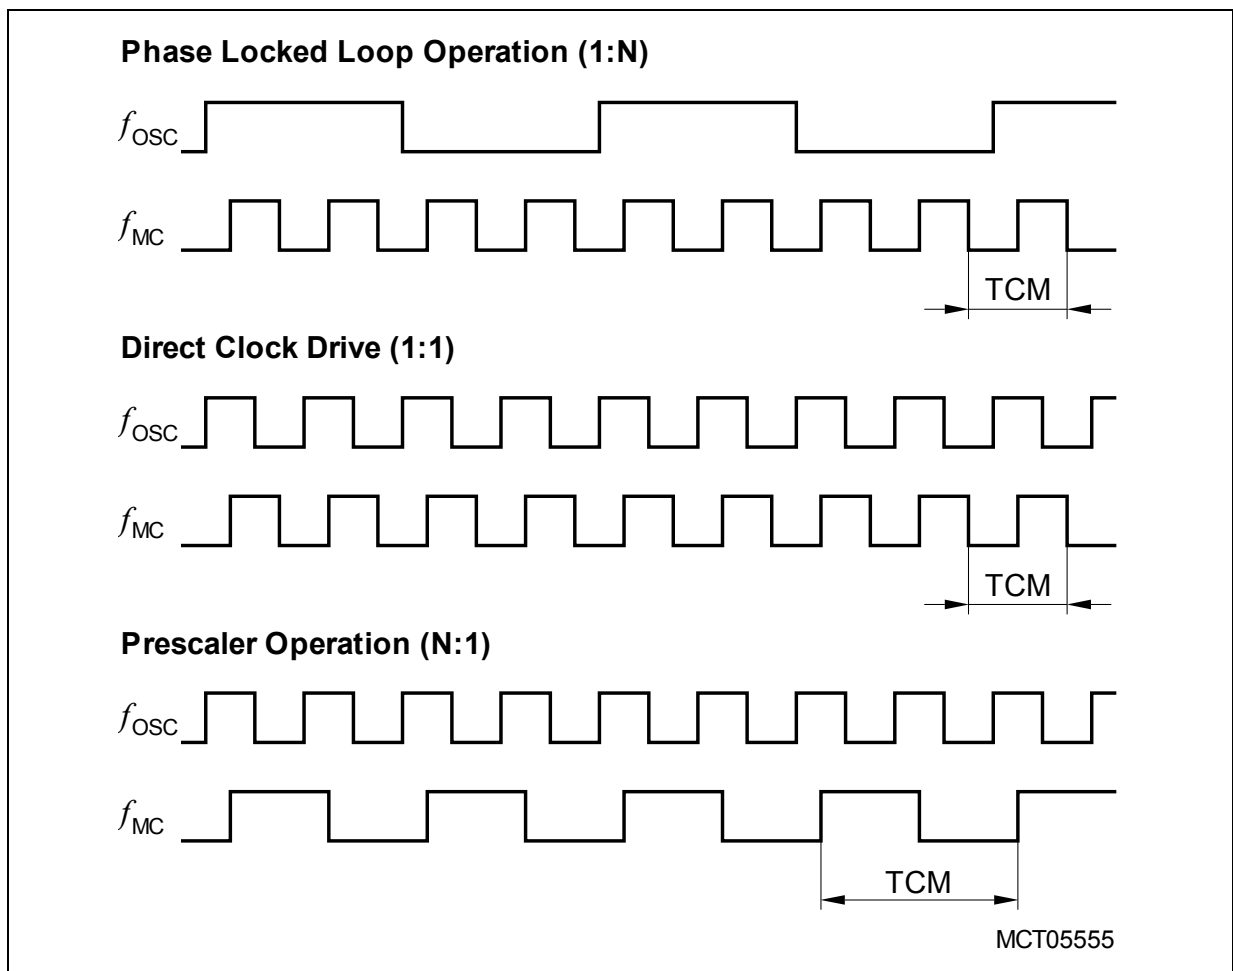 Phase Locked Loop Operation (1:N)
fOSC
fMC
TCM
Direct Clock Drive (1:1)
fOSC
fMC
TCM
Prescaler Operation (N:1)
fOSC
fMC
TCM
MCT05555